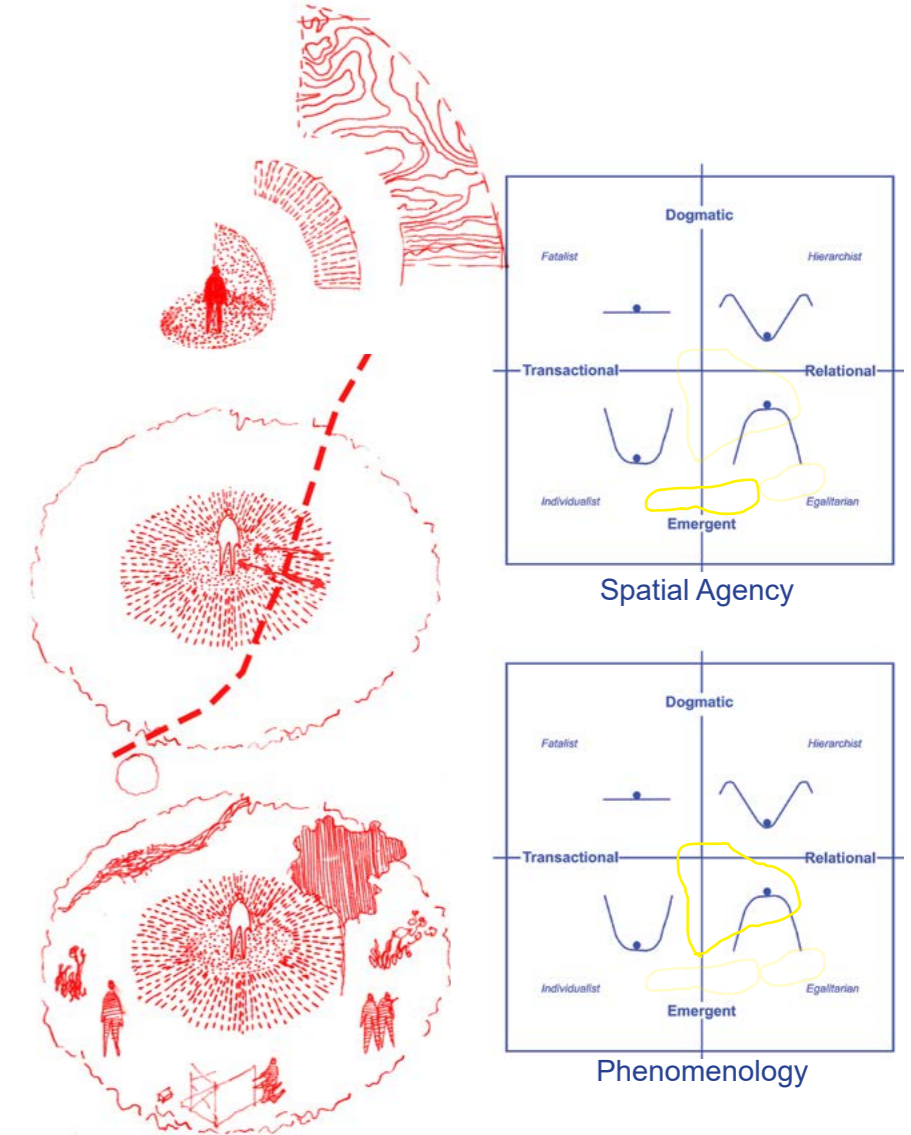 Dogmatic
Fatalist Hierarchist
Transactional Relational
Individualist Egalitarian
Emergent
Spatial Agency
Dogmatic
Fatalist Hierarchist
Transactional Relational
Individualist Egalitarian
Emergent
Phenomenology